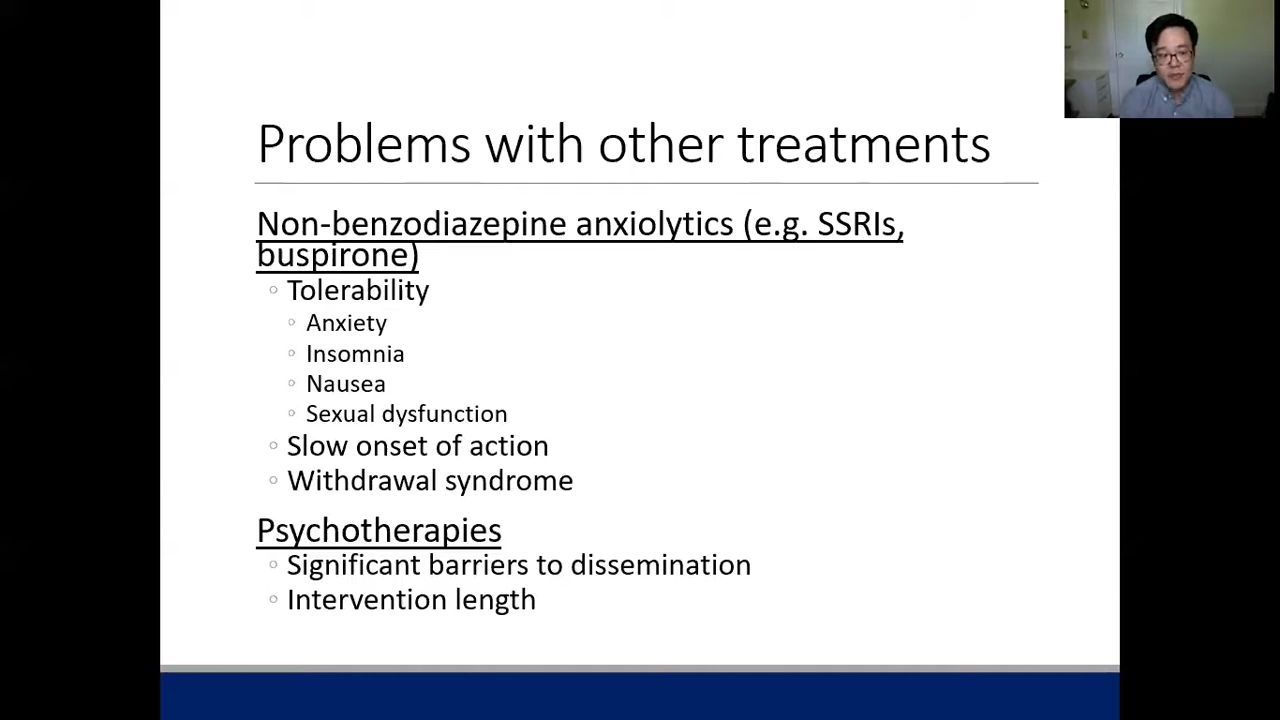 Problems with other treatments
Non-benzodiazepine anxiolytics (e.g. SSRIs,
buspirone)
◦ Tolerability
◦ Anxiety
◦ Insomnia
◦ Nausea
◦ Sexual dysfunction
◦ Slow onset of action
◦ Withdrawal syndrome
Psychotherapies
◦ Significant barriers to dissemination
◦ Intervention length